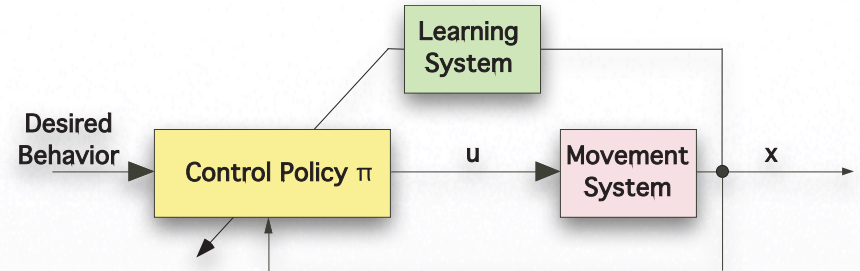 Learning
System
Desired
Behavior
Control Policy π
u
Movement
System
x